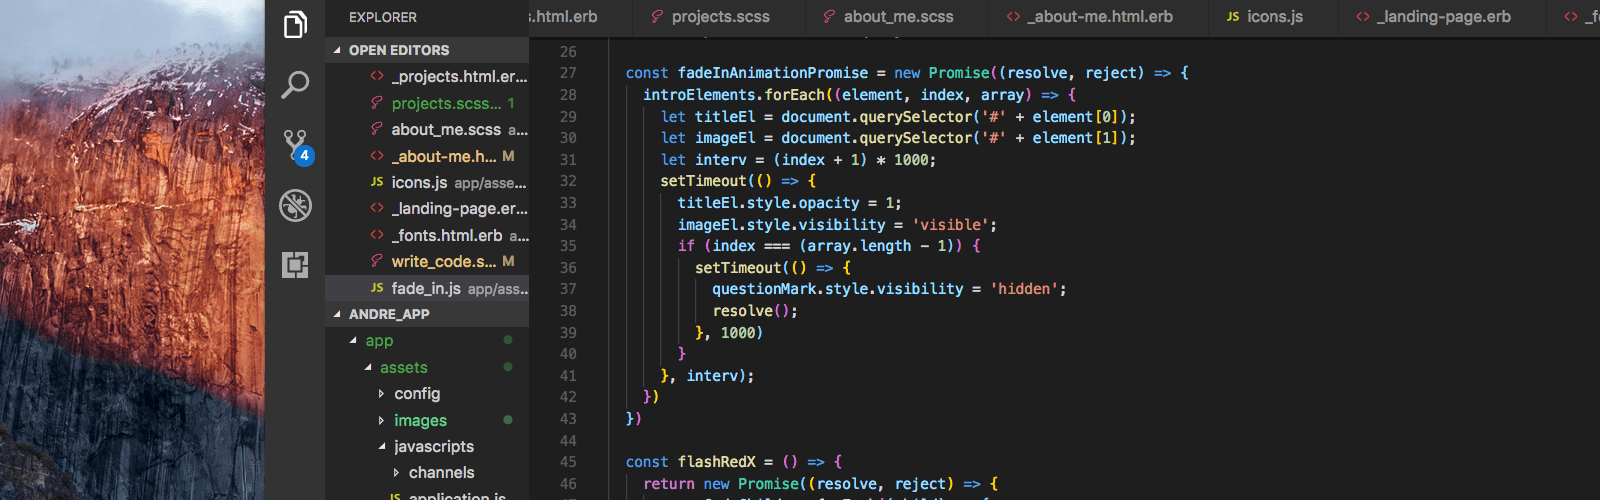 EXPLORER
OPEN EDITORS
_projects.html.er...
projects.scss... 1
about_me.scss a...
_about-me.h... M
JS icons.js app/asse...
_landing-page.er...
_fonts.html.erb a...
write_code.s... M
JS fade_in.js app/ass...
4
ANDRE_APP
app
assets
config
images
javascripts
channels
JS application.js
s.html.erb
projects.scss
about_me.scss
_about-me.html.erb
JS icons.js
_landing-page.erb
26
27 const fadeInAnimationPromise = new Promise((resolve, reject) => {
28 introElements.forEach((element, index, array) => {
29 let titleEl = document.querySelector('#' + element[0]);
30 let imageEl = document.querySelector('#' + element[1]);
31 let interv = (index + 1) * 1000;
32 setTimeout(() => {
33 titleEl.style.opacity = 1;
34 imageEl.style.visibility = 'visible';
35 if (index === (array.length - 1)) {
36 setTimeout(() => {
37 questionMark.style.visibility = 'hidden';
38 resolve();
39 }, 1000)
40 }
41 }, interv);
42 })
43 })
44
45 const flashRedX = () => {
46 return new Promise((resolve, reject) => {